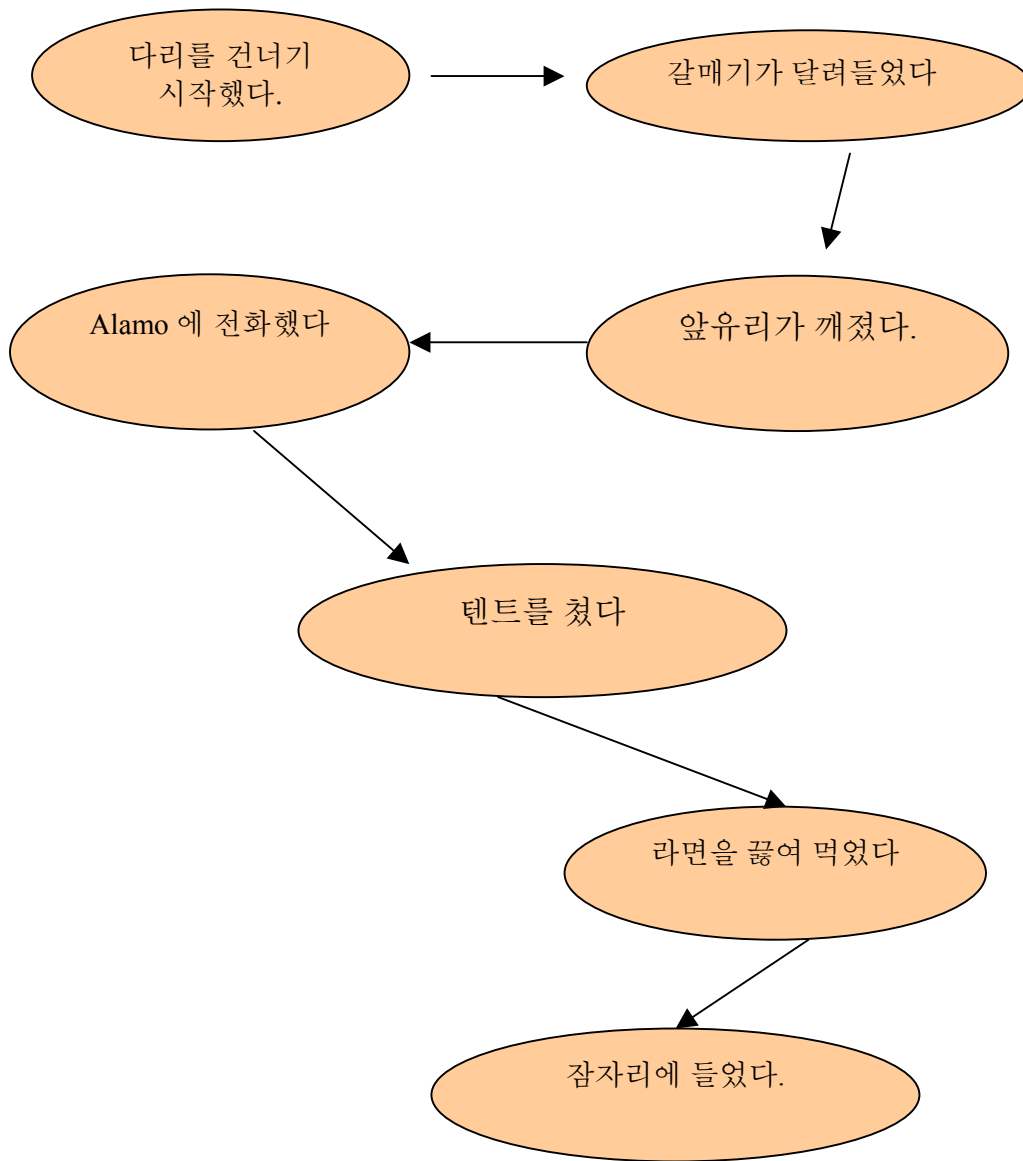 다리를 건너기
시작했다.
갈매기가 달려들었다
앞유리가 깨졌다.
Alamo 에 전화했다
텐트를 쳤다
라면을 끓여 먹었다
잠자리에 들었다.